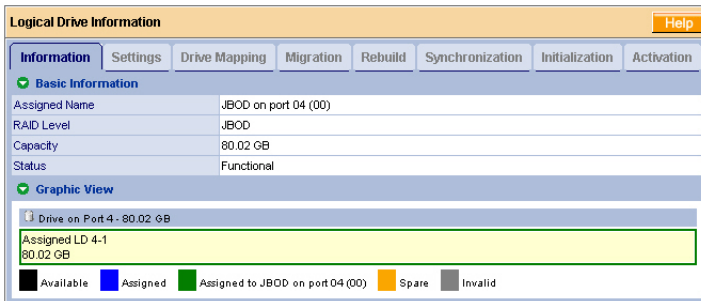 Logical Drive Information Help
Information Settings Drive Mapping Migration Rebuild Synchronization Initialization Activation
Basic Information
Assigned Name JBOD on port 04 (00)
RAID Level JBOD
Capacity 80.02 GB
Status Functional
Graphic View
Drive on Port 4 - 80.02 GB
Assigned LD 4-1
80.02 GB
Available Assigned Assigned to JBOD on port 04 (00) Spare Invalid